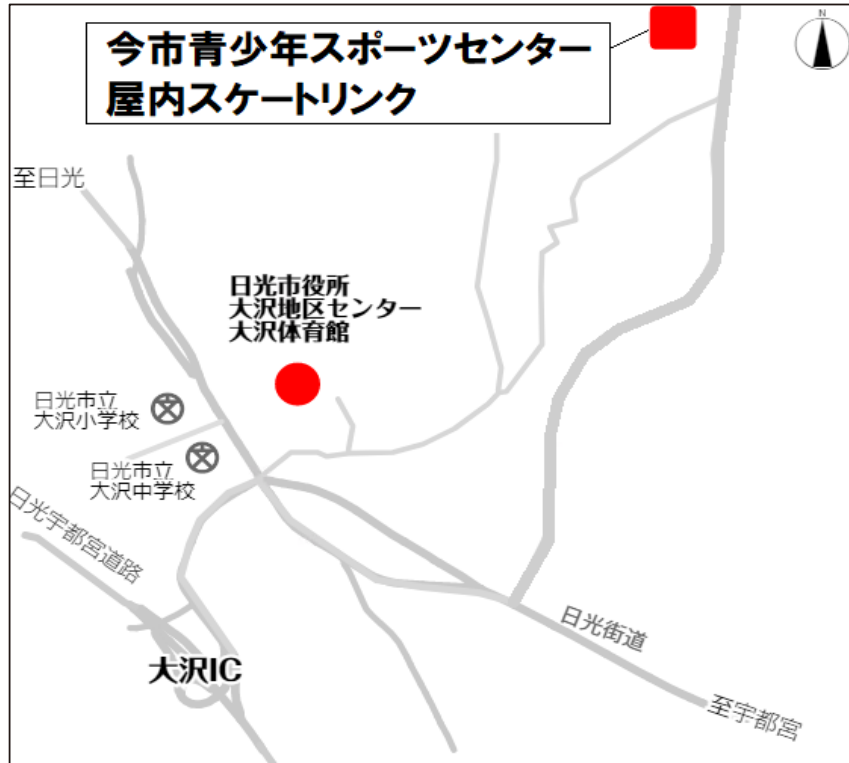 今市青少年スポーツセンター
屋内スケートリンク
N
至日光
日光市役所
大沢地区センター
大沢体育館
日光市立
大沢小学校
日光市立
大沢中学校
日光宇都宮道路
大沢IC
日光街道
至宇都宮